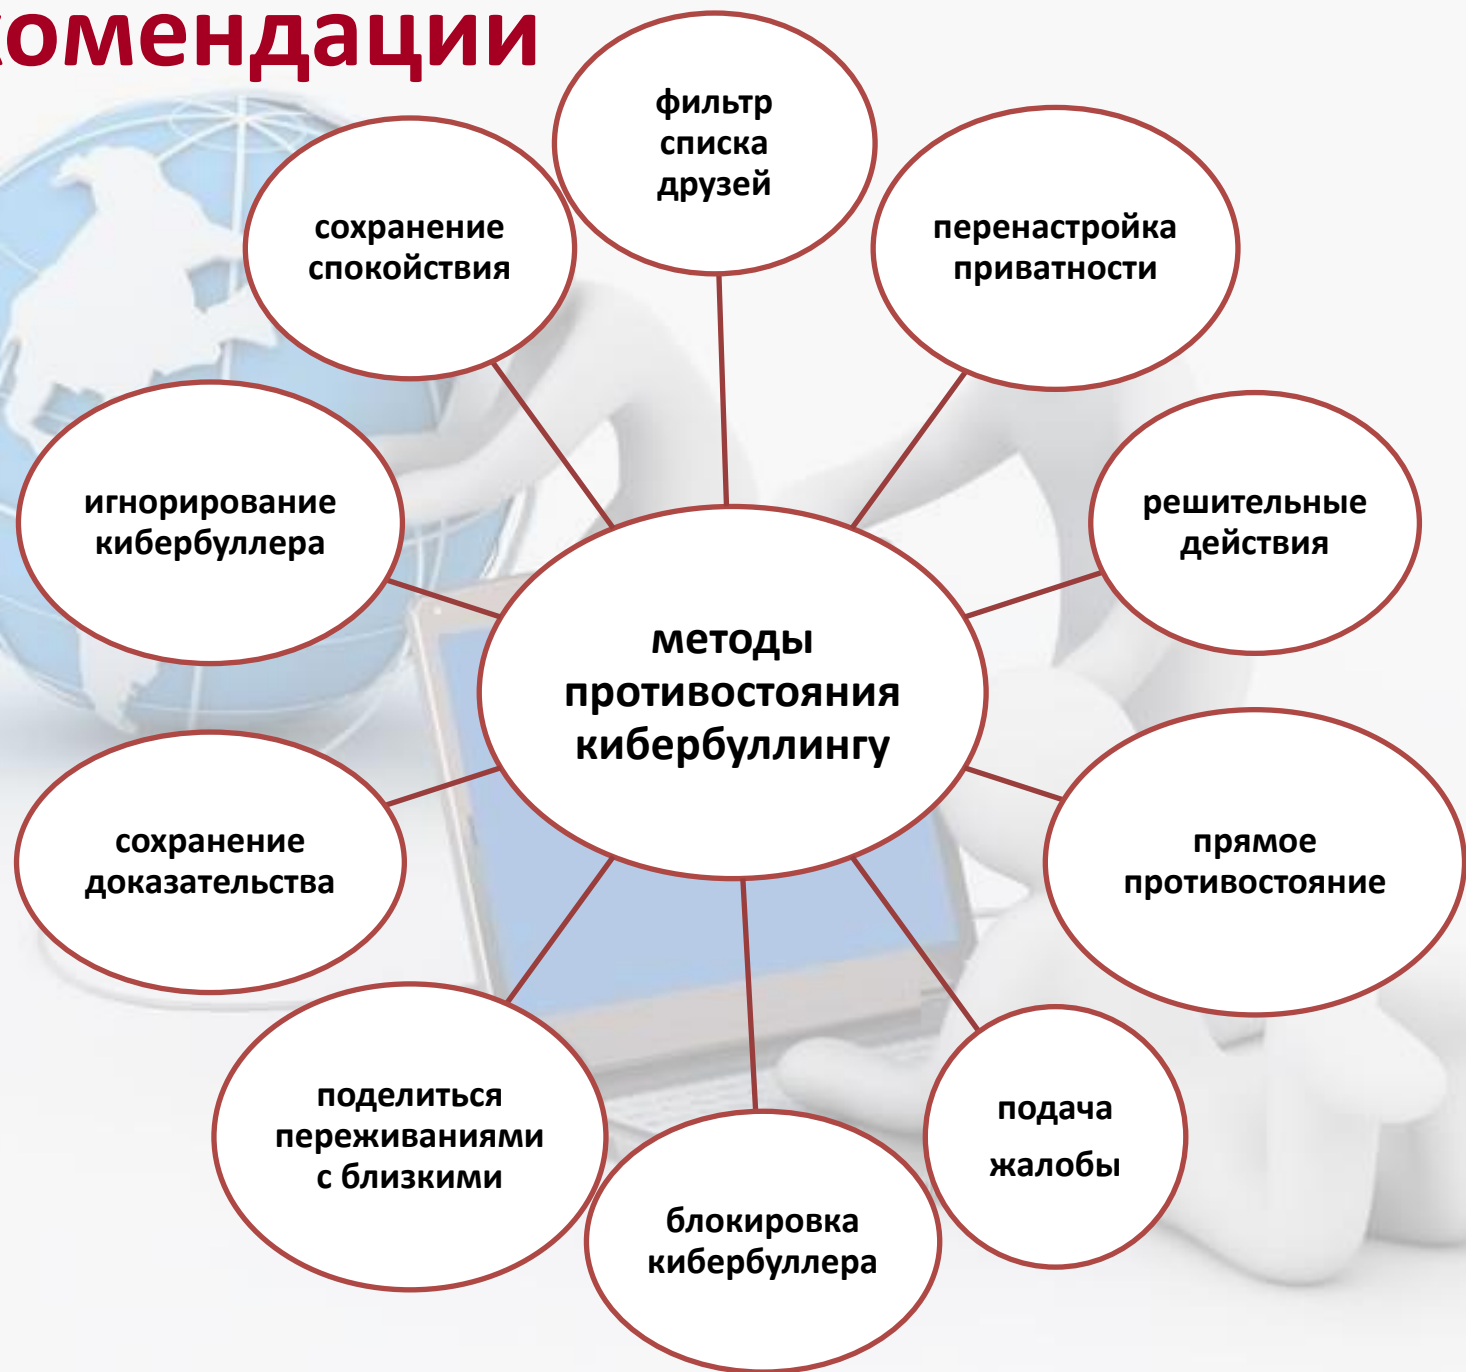 комендации
фильтр
списка
друзей
сохранение
спокойствия
перенастройка
приватности
игнорирование
кибербуллера
решительные
действия
методы
противостояния
кибербуллингу
сохранение
доказательства
прямое
противостояние
поделиться
переживаниями
с близкими
подача
жалобы
блокировка
кибербуллера